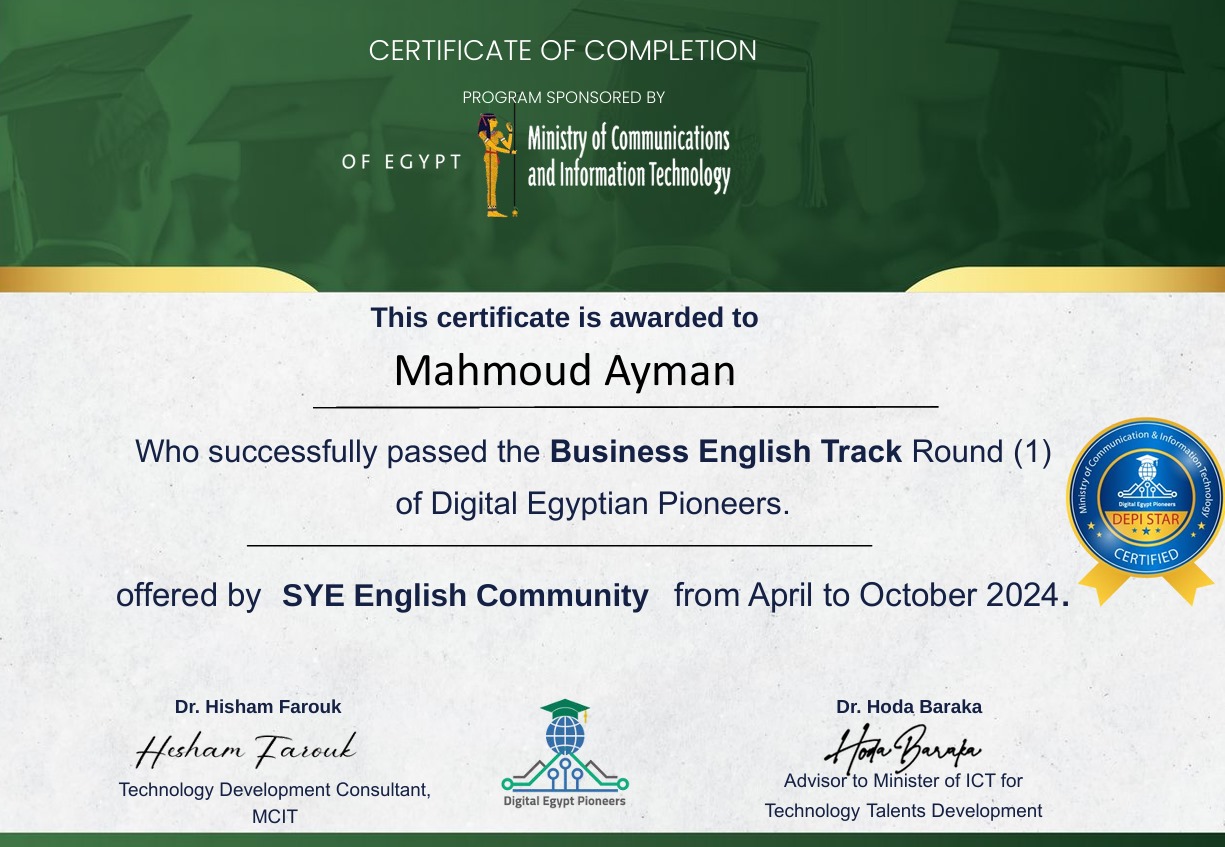 CERTIFICATE OF COMPLETION
PROGRAM SPONSORED BY
OF EGYPT
Ministry of Communications
and Information Technology
This certificate is awarded to
Mahmoud Ayman
Who successfully passed the Business English Track Round (1)
of Digital Egyptian Pioneers.
Ministry of Communication & Information Technology
Digital Egypt Pioneers
DEPI STAR
CERTIFIED
offered by SYE English Community from April to October 2024.
Dr. Hisham Farouk
Hesham Farouk
Technology Development Consultant,
MCIT
Digital Egypt Pioneers
Dr. Hoda Baraka
Hoda Baraka
Advisor to Minister of ICT for
Technology Talents Development